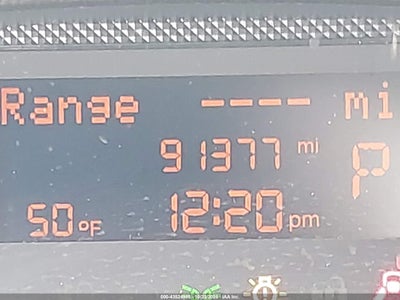 Range ---- mi
91377 mi
P
50°F 12:20 pm